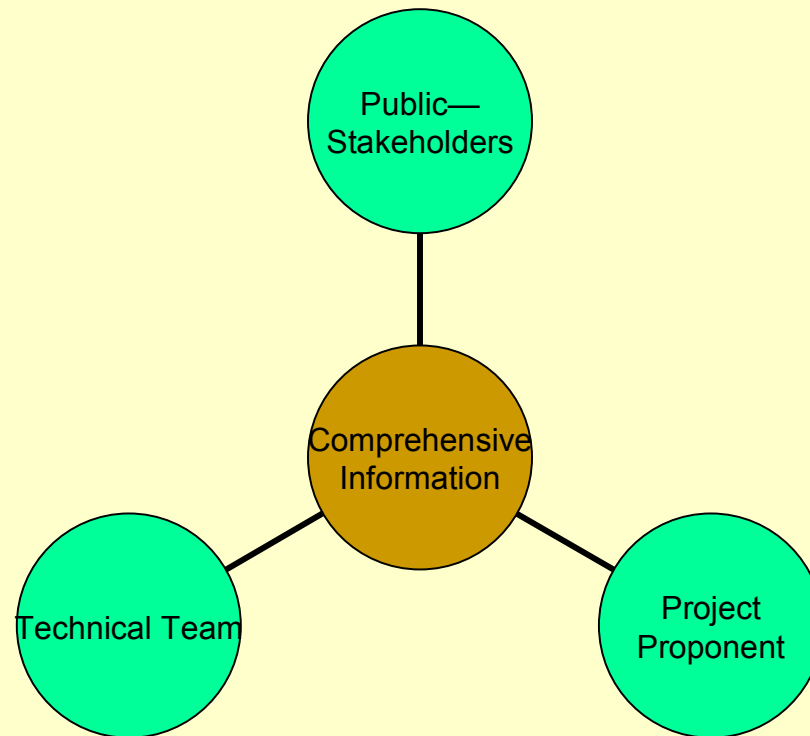 Public—
Stakeholders
Comprehensive
Information
Technical Team
Project
Proponent